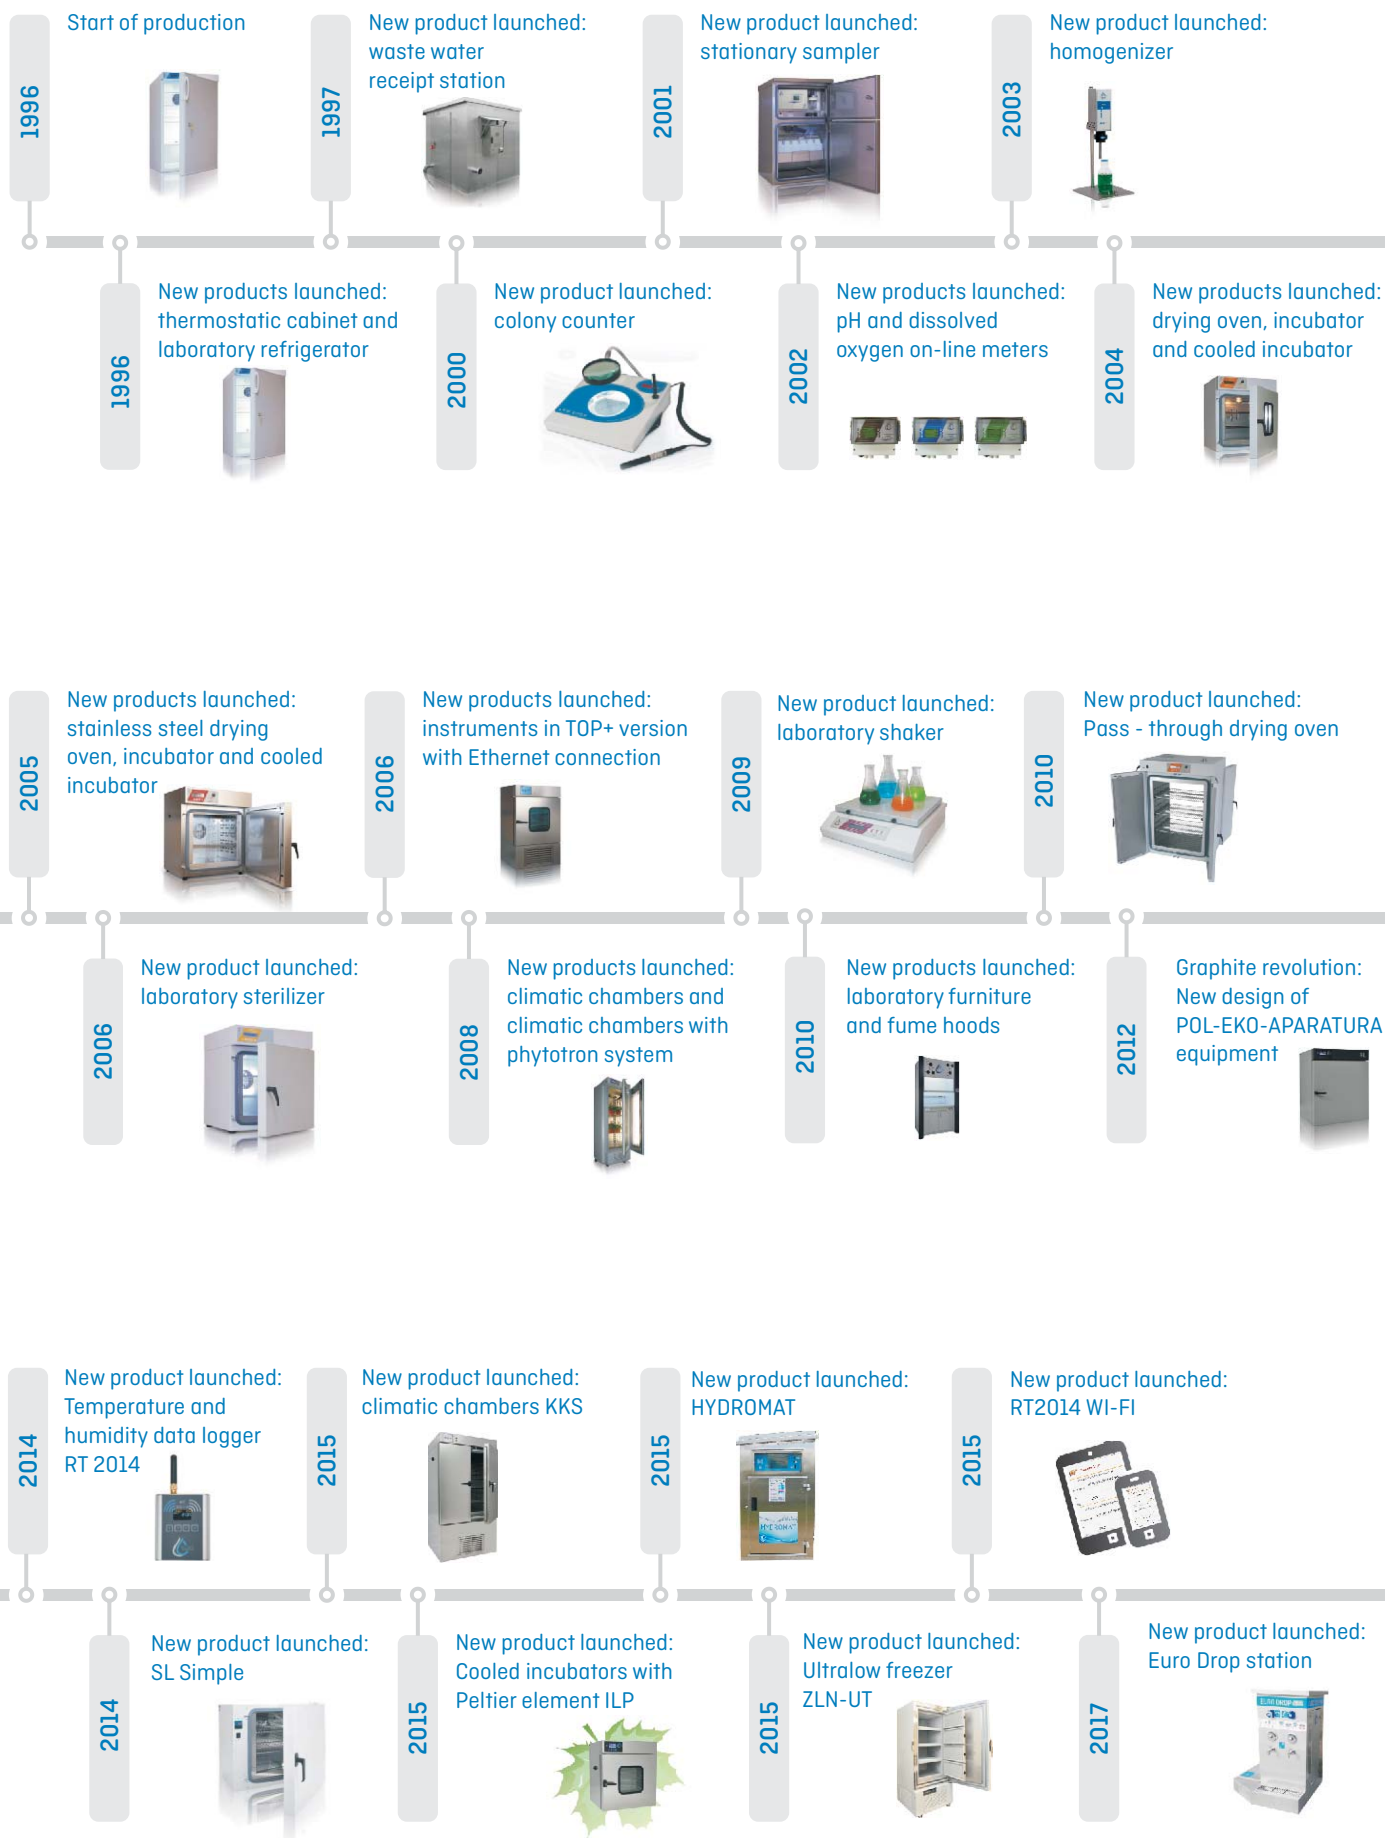 1996
Start of production
1997
New product launched:
waste water
receipt station
2001
New product launched:
stationary sampler
2003
New product launched:
homogenizer
1996
New products launched:
thermostatic cabinet and
laboratory refrigerator
2000
New product launched:
colony counter
2002
New products launched:
pH and dissolved
oxygen on-line meters
2004
New products launched:
drying oven, incubator
and cooled incubator
2005
New products launched:
stainless steel drying
oven, incubator and cooled
incubator
2006
New products launched:
instruments in TOP+ version
with Ethernet connection
2009
New product launched:
laboratory shaker
2010
New product launched:
Pass - through drying oven
2006
New product launched:
laboratory sterilizer
2008
New products launched:
climatic chambers and
climatic chambers with
phytotron system
2010
New products launched:
laboratory furniture
and fume hoods
2012
Graphite revolution:
New design of
POL-EKO-APARATURA
equipment
2014
New product launched:
Temperature and
humidity data logger
RT 2014
2015
New product launched:
climatic chambers KKS
2015
New product launched:
HYDROMAT
HYDROMAT
2015
New product launched:
RT2014 WI-FI
2014
New product launched:
SL Simple
2015
New product launched:
Cooled incubators with
Peltier element ILP
2015
New product launched:
Ultralow freezer
ZLN-UT
2017
New product launched:
Euro Drop station
EURO DROP